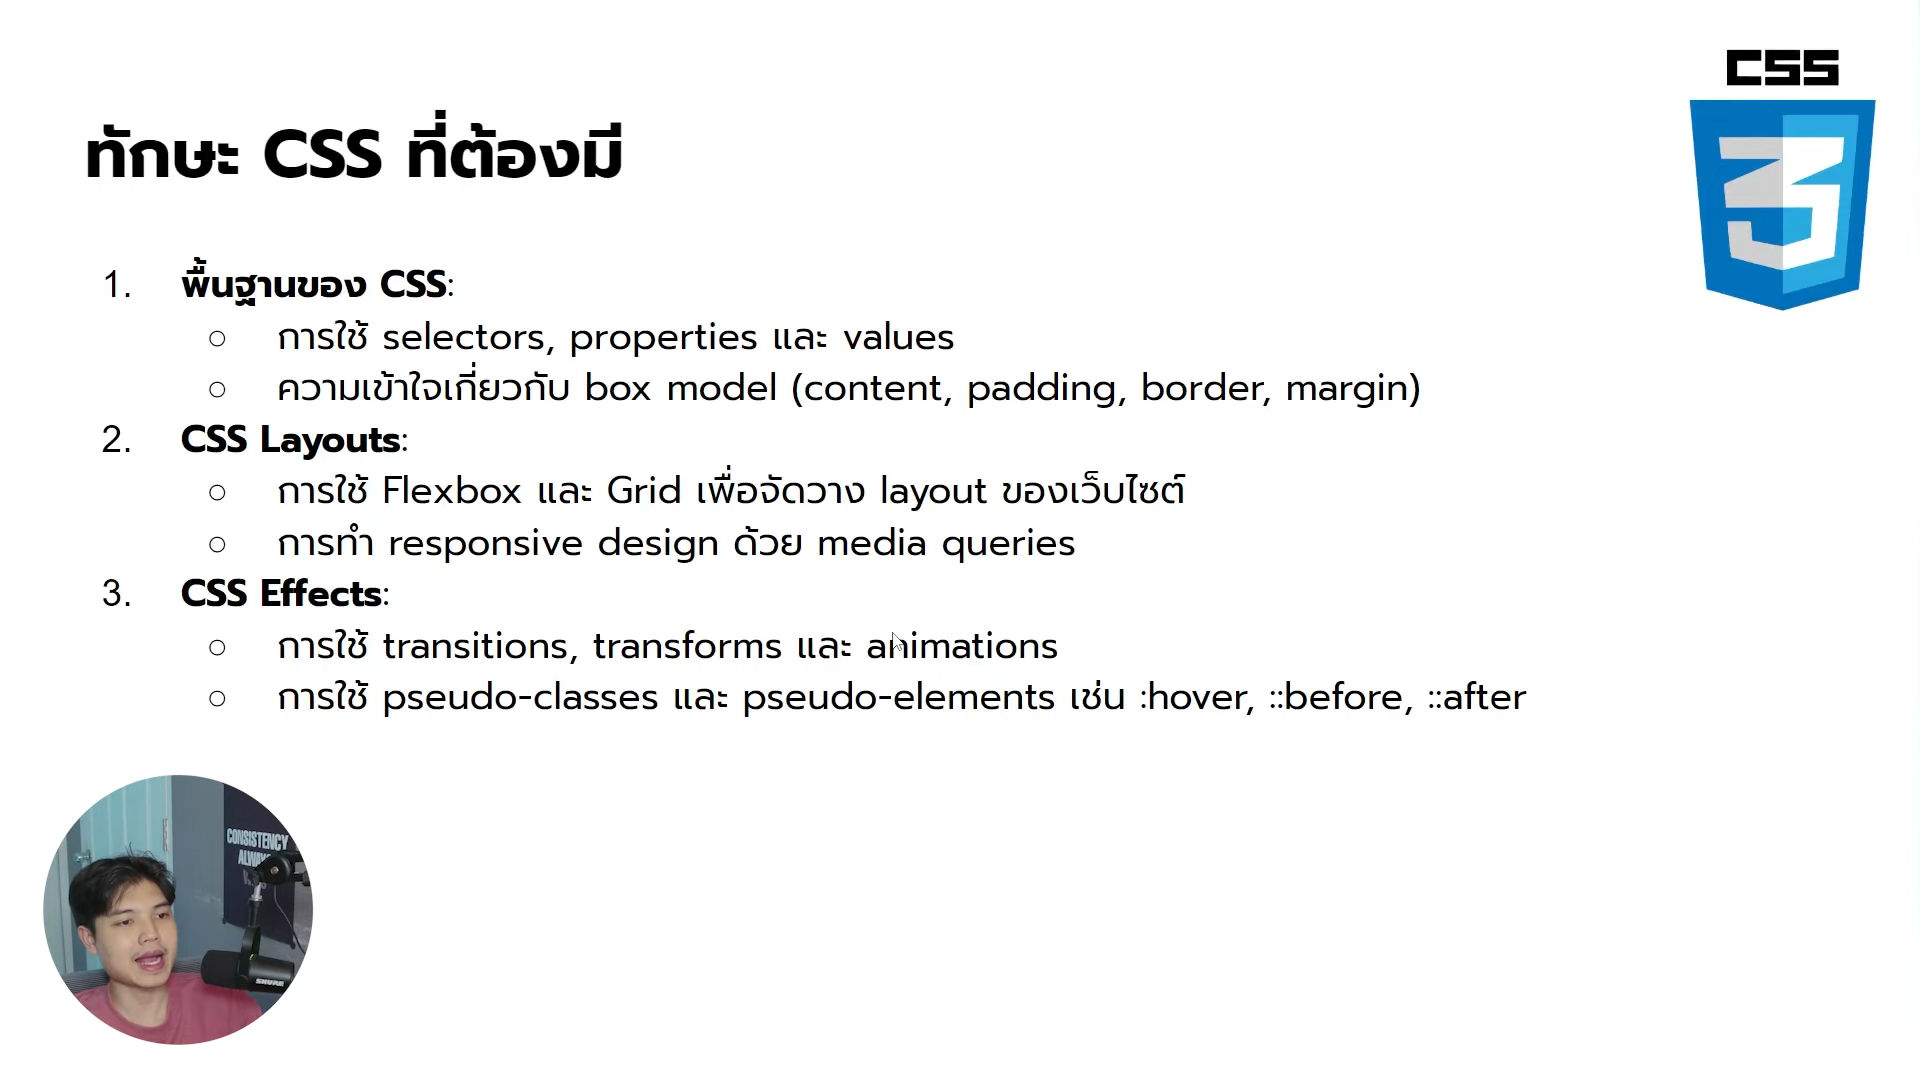 CSS
ทักษะ CSS ที่ต้องมี
1. พื้นฐานของ CSS:
○ การใช้ selectors, properties และ values
○ ความเข้าใจเกี่ยวกับ box model (content, padding, border, margin)
2. CSS Layouts:
○ การใช้ Flexbox และ Grid เพื่อจัดวาง layout ของเว็บไซต์
○ การทำ responsive design ด้วย media queries
3. CSS Effects:
○ การใช้ transitions, transforms และ animations
○ การใช้ pseudo-classes และ pseudo-elements เช่น :hover, ::before, ::after
CONSISTENCY
SHURE